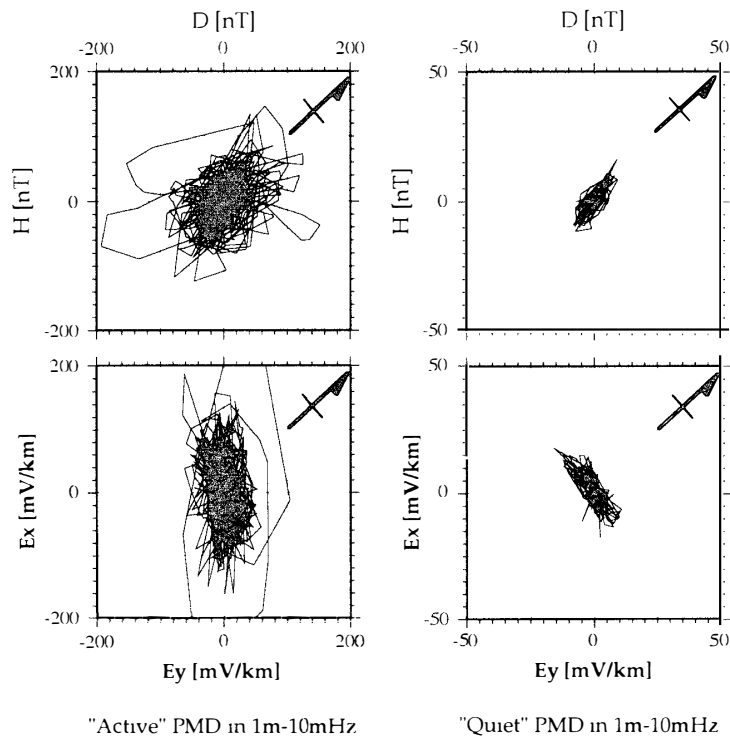 D [nT]
D [nT]
-200 0 200
-50 0 50
200
50
H [nT]
0
H [nT]
0
-200
-50
200
50
Ex [mV/km]
0
Ex [mV/km]
0
-200
-50
-200 0 200
-50 0 50
Ey [mV/km]
Ey [mV/km]
"Active" PMD in 1m-10mHz
"Quiet" PMD in 1m-10mHz